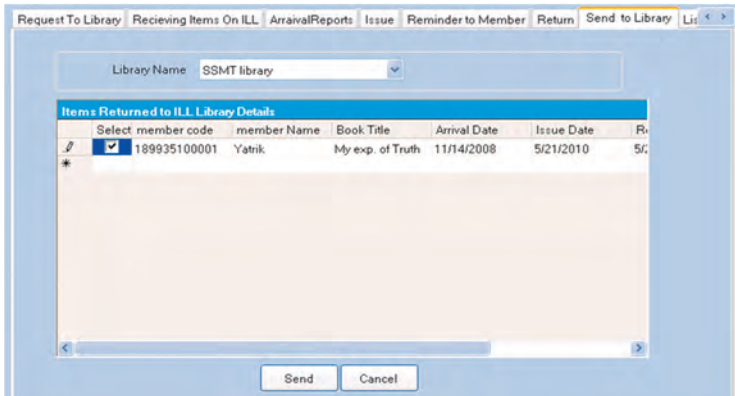 Request To Library Recieving Items On ILL ArraivalReports Issue Reminder to Member Return Send to Library
Library Name SSMT library
Items Returned to ILL Library Details
Select member code member Name Book Title Arrival Date Issue Date
189935100001 Yatrik My exp. of Truth 11/14/2008 5/21/2010
Send Cancel